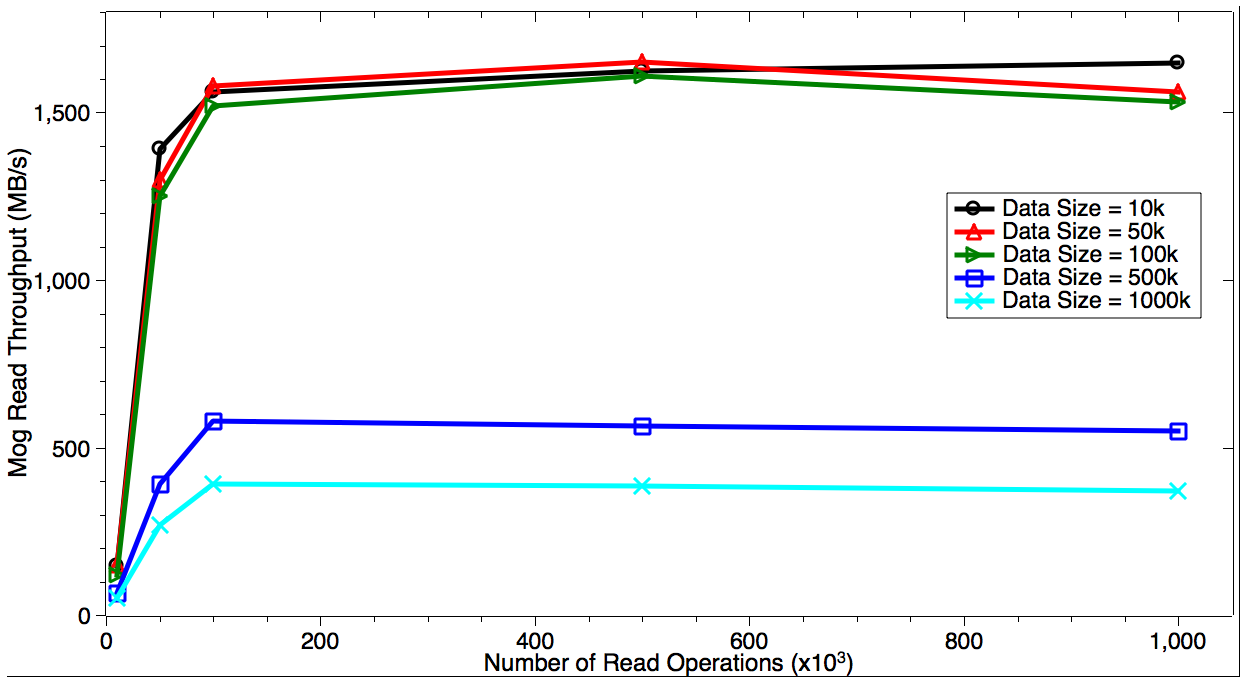 Mog Read Throughput (MB/s)
1,500
1,000
500
0
Data Size = 10k
Data Size = 50k
Data Size = 100k
Data Size = 500k
Data Size = 1000k
0 200 400 600 800 1,000
Number of Read Operations (x10³)